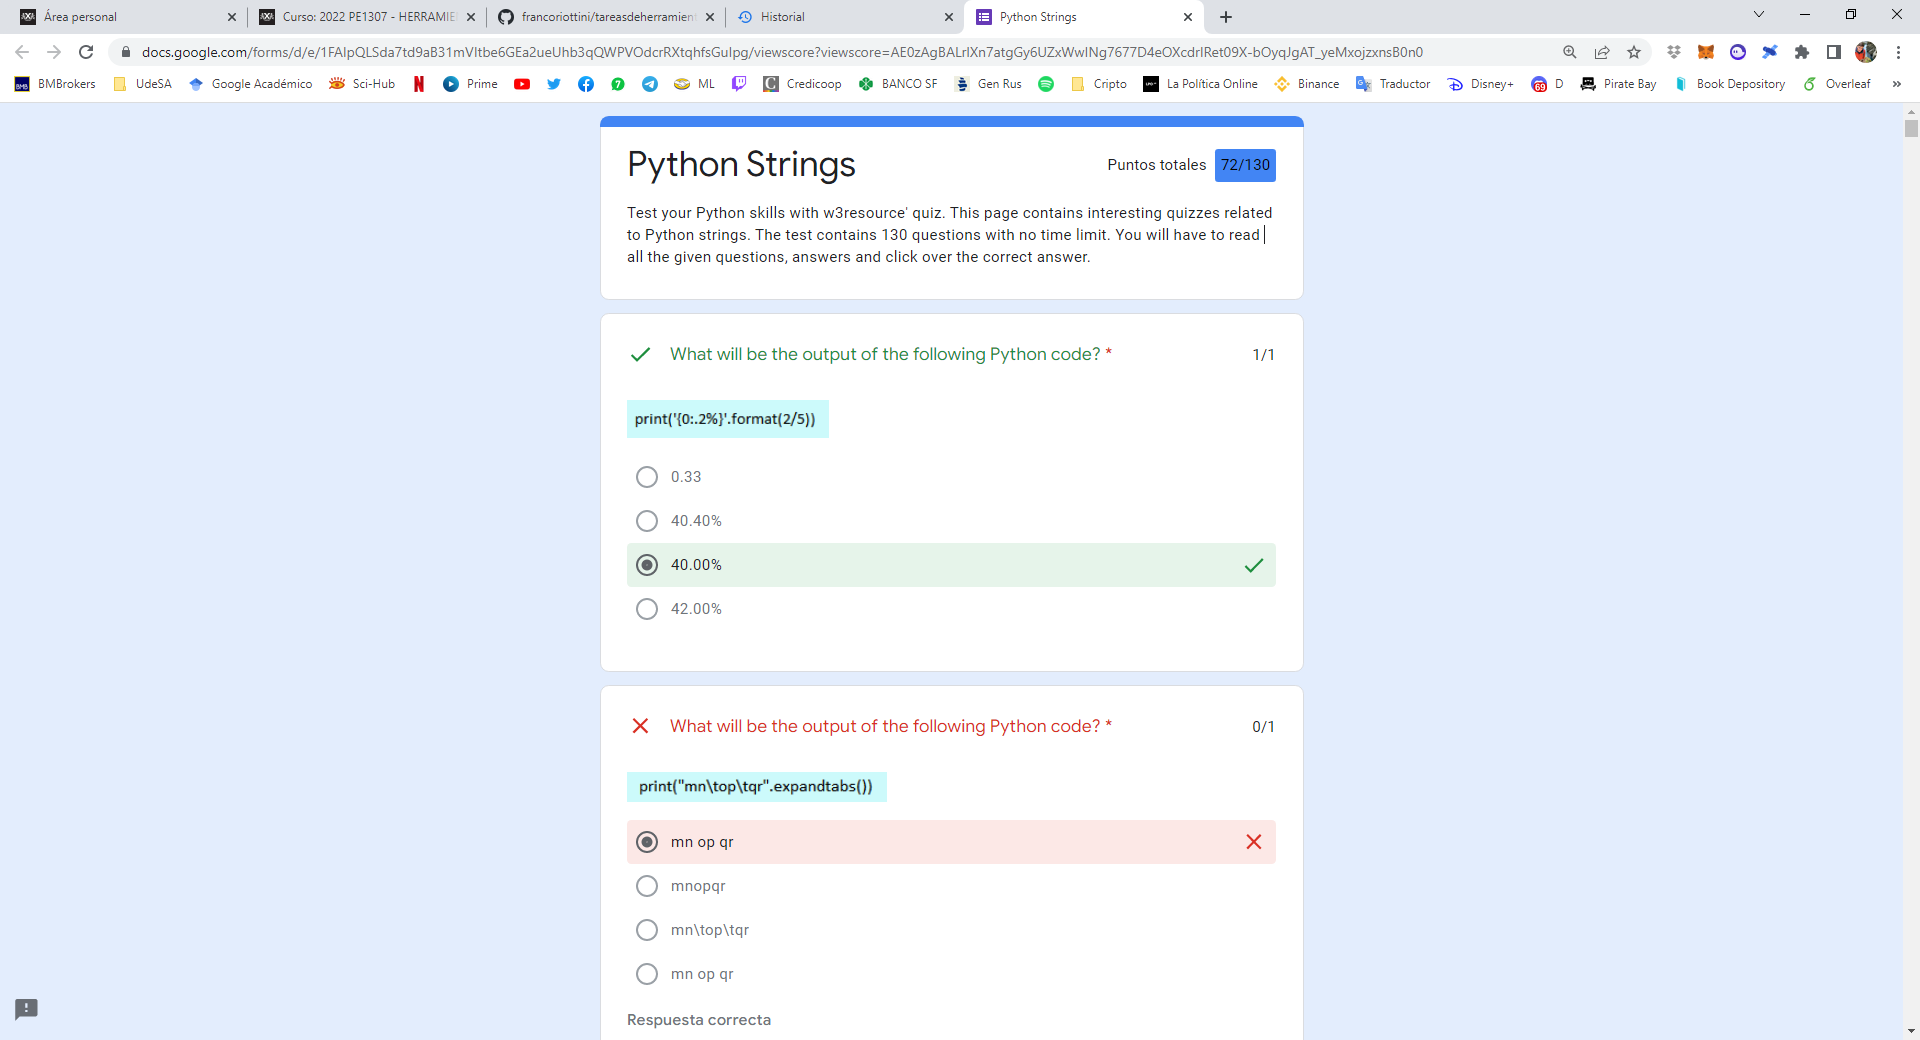 Área personal
Curso: 2022 PE1307 - HERRAMIE
francoriottini/tareasdeherramien
Historial
Python Strings
docs.google.com/forms/d/e/1FAIpQLSda7td9aB31mVItbe6GEa2ueUhb3qQWPVOdcrRXtqhfsGuIpg/viewscore?viewscore=AE0zAgBALrIXn7atgGy6UZxWwINg7677D4eOXcdrIRet09X-bOyqJgAT_yeMxojzxnsB0n0
BMBrokers
UdeSA
Google Académico
Sci-Hub
Prime
ML
Credicoop
BANCO SF
Gen Rus
Cripto
La Política Online
Binance
Traductor
Disney+
69
D
Pirate Bay
Book Depository
Overleaf
»
Python Strings
Puntos totales 72/130
Test your Python skills with w3resource' quiz. This page contains interesting quizzes related
to Python strings. The test contains 130 questions with no time limit. You will have to read
all the given questions, answers and click over the correct answer.
What will be the output of the following Python code? *
1/1
print('{0:.2%}'.format(2/5))
0.33
40.40%
40.00%
42.00%
What will be the output of the following Python code? *
0/1
print("mn\top\tqr".expandtabs())
mn op qr
mnopqr
mn\top\tqr
mn op qr
Respuesta correcta